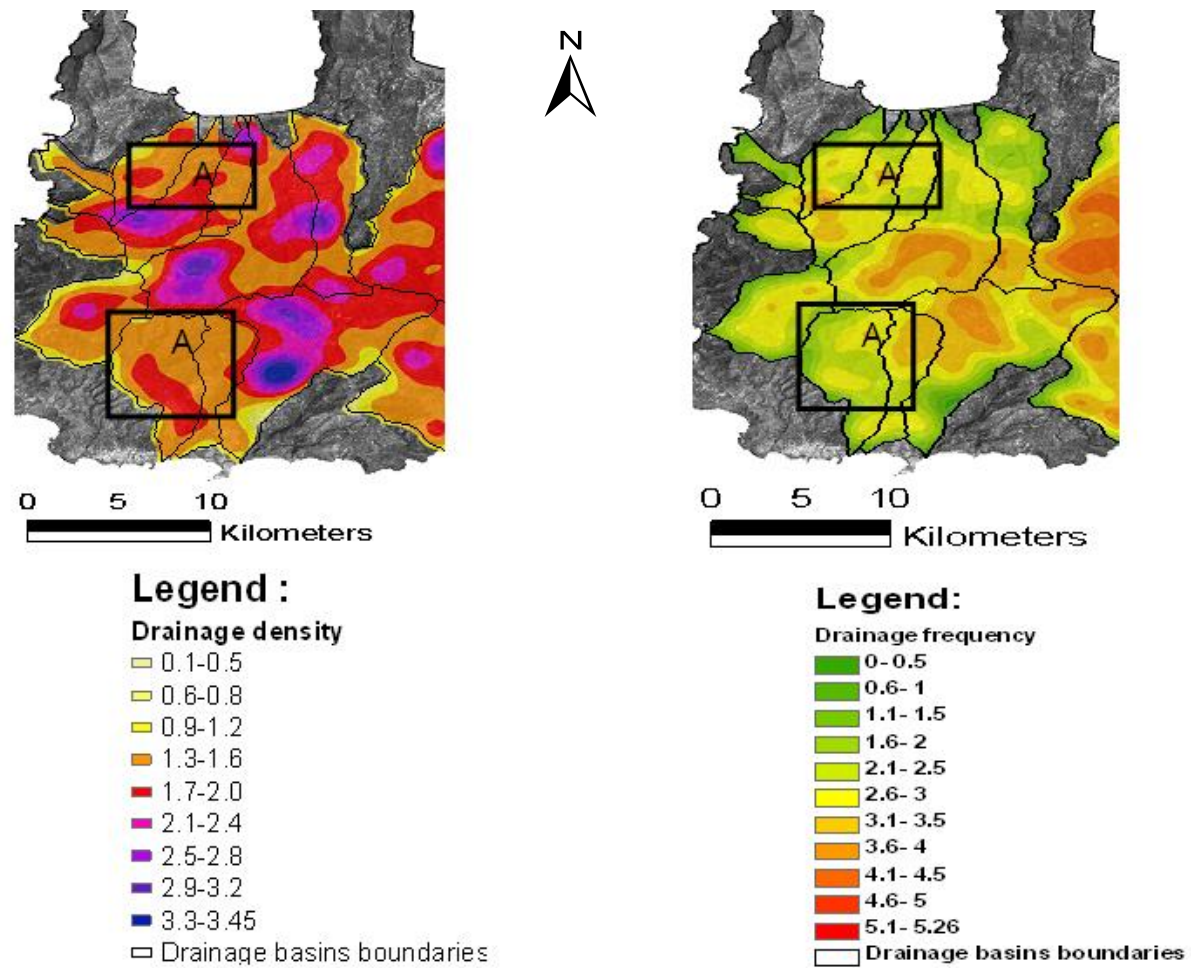 N
A
A
A
A
0 5 10
Kilometers
0 5 10
Kilometers
Legend :
Drainage density
0.1-0.5
0.6-0.8
0.9-1.2
1.3-1.6
1.7-2.0
2.1-2.4
2.5-2.8
2.9-3.2
3.3-3.45
Drainage basins boundaries
Legend:
Drainage frequency
0-0.5
0.6-1
1.1-1.5
1.6-2
2.1-2.5
2.6-3
3.1-3.5
3.6-4
4.1-4.5
4.6-5
5.1-5.26
Drainage basins boundaries